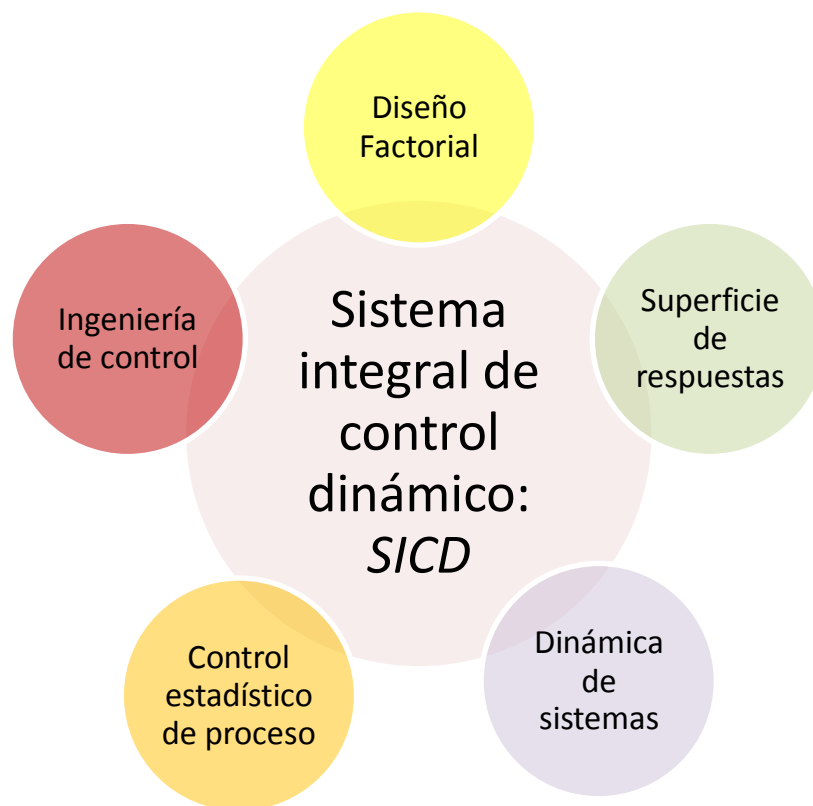 Diseño
Factorial
Superficie
de
respuestas
Dinámica
de
sistemas
Control
estadístico
de proceso
Ingeniería
de control
Sistema
integral de
control
dinámico:
SICD